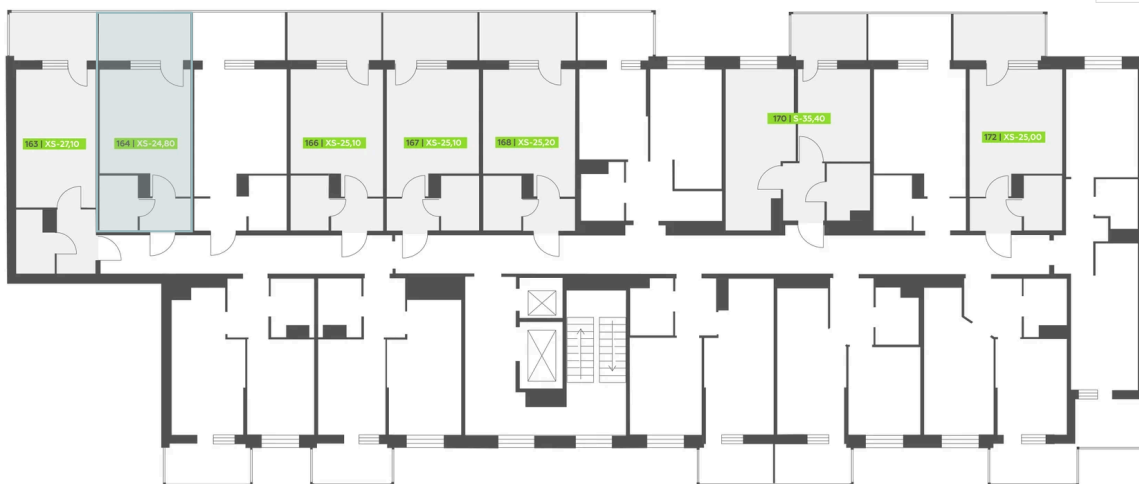 163 | XS-27,10
164 | XS-24,80
166 | XS-25,10
167 | XS-25,10
168 | XS-25,20
170 | S-35,40
172 | XS-25,00